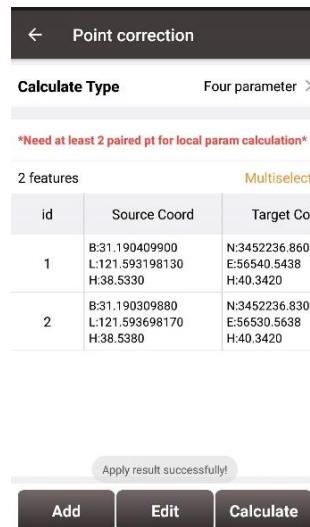 ← Point correction
Calculate Type Four parameter >
*Need at least 2 paired pt for local param calculation*
2 features Multiselect
id Source Coord Target Co
1 B:31.190409900 N:3452236.860
L:121.593198130 E:56540.5438
H:38.5330 H:40.3420
2 B:31.190309880 N:3452236.830
L:121.593698170 E:56530.5638
H:38.5380 H:40.3420
Apply result successfully!
Add Edit Calculate